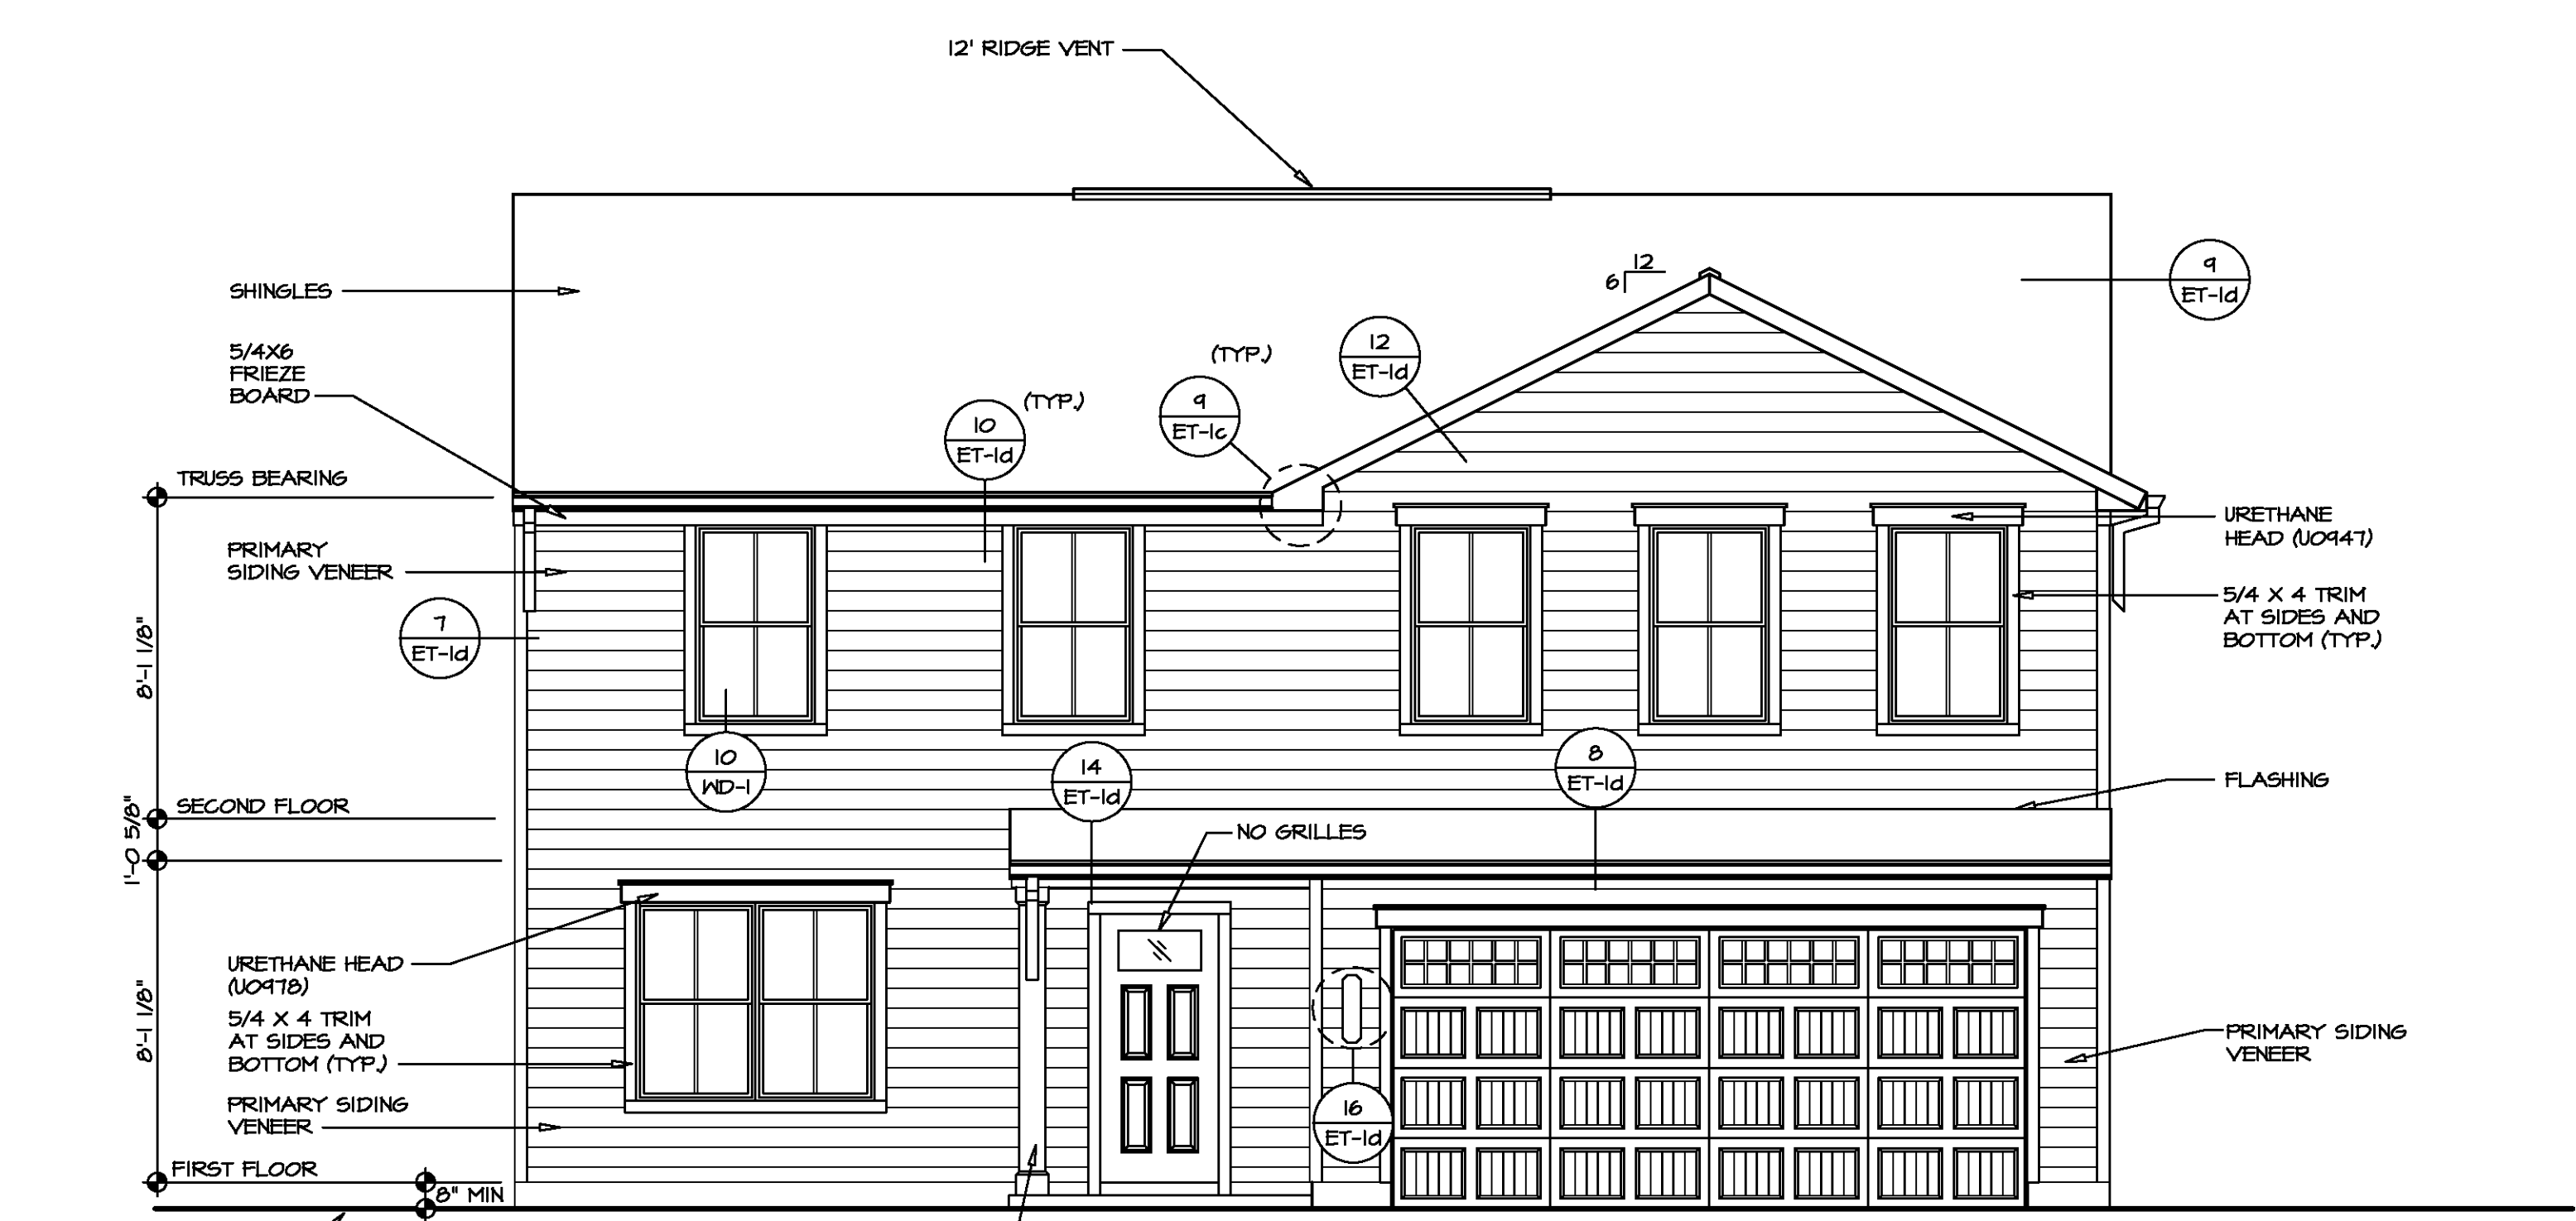 12' RIDGE VENT
SHINGLES
12
6
9
ET-1d
5/4X6
FRIEZE
BOARD
(TYP.)
12
ET-1d
9
ET-1c
(TYP.)
10
ET-1d
TRUSS BEARING
URETHANE
HEAD (U0947)
PRIMARY
SIDING VENEER
5/4 X 4 TRIM
AT SIDES AND
BOTTOM (TYP.)
7
ET-1d
8'-1 1/8"
10
WD-1
14
ET-1d
8
ET-1d
FLASHING
SECOND FLOOR
1'-0 5/8"
NO GRILLES
URETHANE HEAD
(U0978)
5/4 X 4 TRIM
AT SIDES AND
BOTTOM (TYP.)
8'-1 1/8"
PRIMARY SIDING
VENEER
PRIMARY SIDING
VENEER
16
ET-1d
FIRST FLOOR
8" MIN